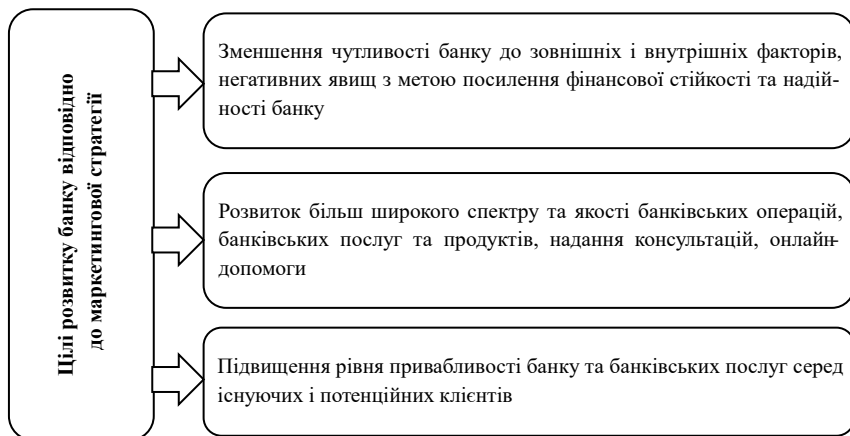 Цілі розвитку банку відповідно
до маркетингової стратегії
Зменшення чутливості банку до зовнішніх і внутрішніх факторів,
негативних явищ з метою посилення фінансової стійкості та надій-
ності банку
Розвиток більш широкого спектру та якості банківських операцій,
банківських послуг та продуктів, надання консультацій, онлайн-
допомоги
Підвищення рівня привабливості банку та банківських послуг серед
існуючих і потенційних клієнтів